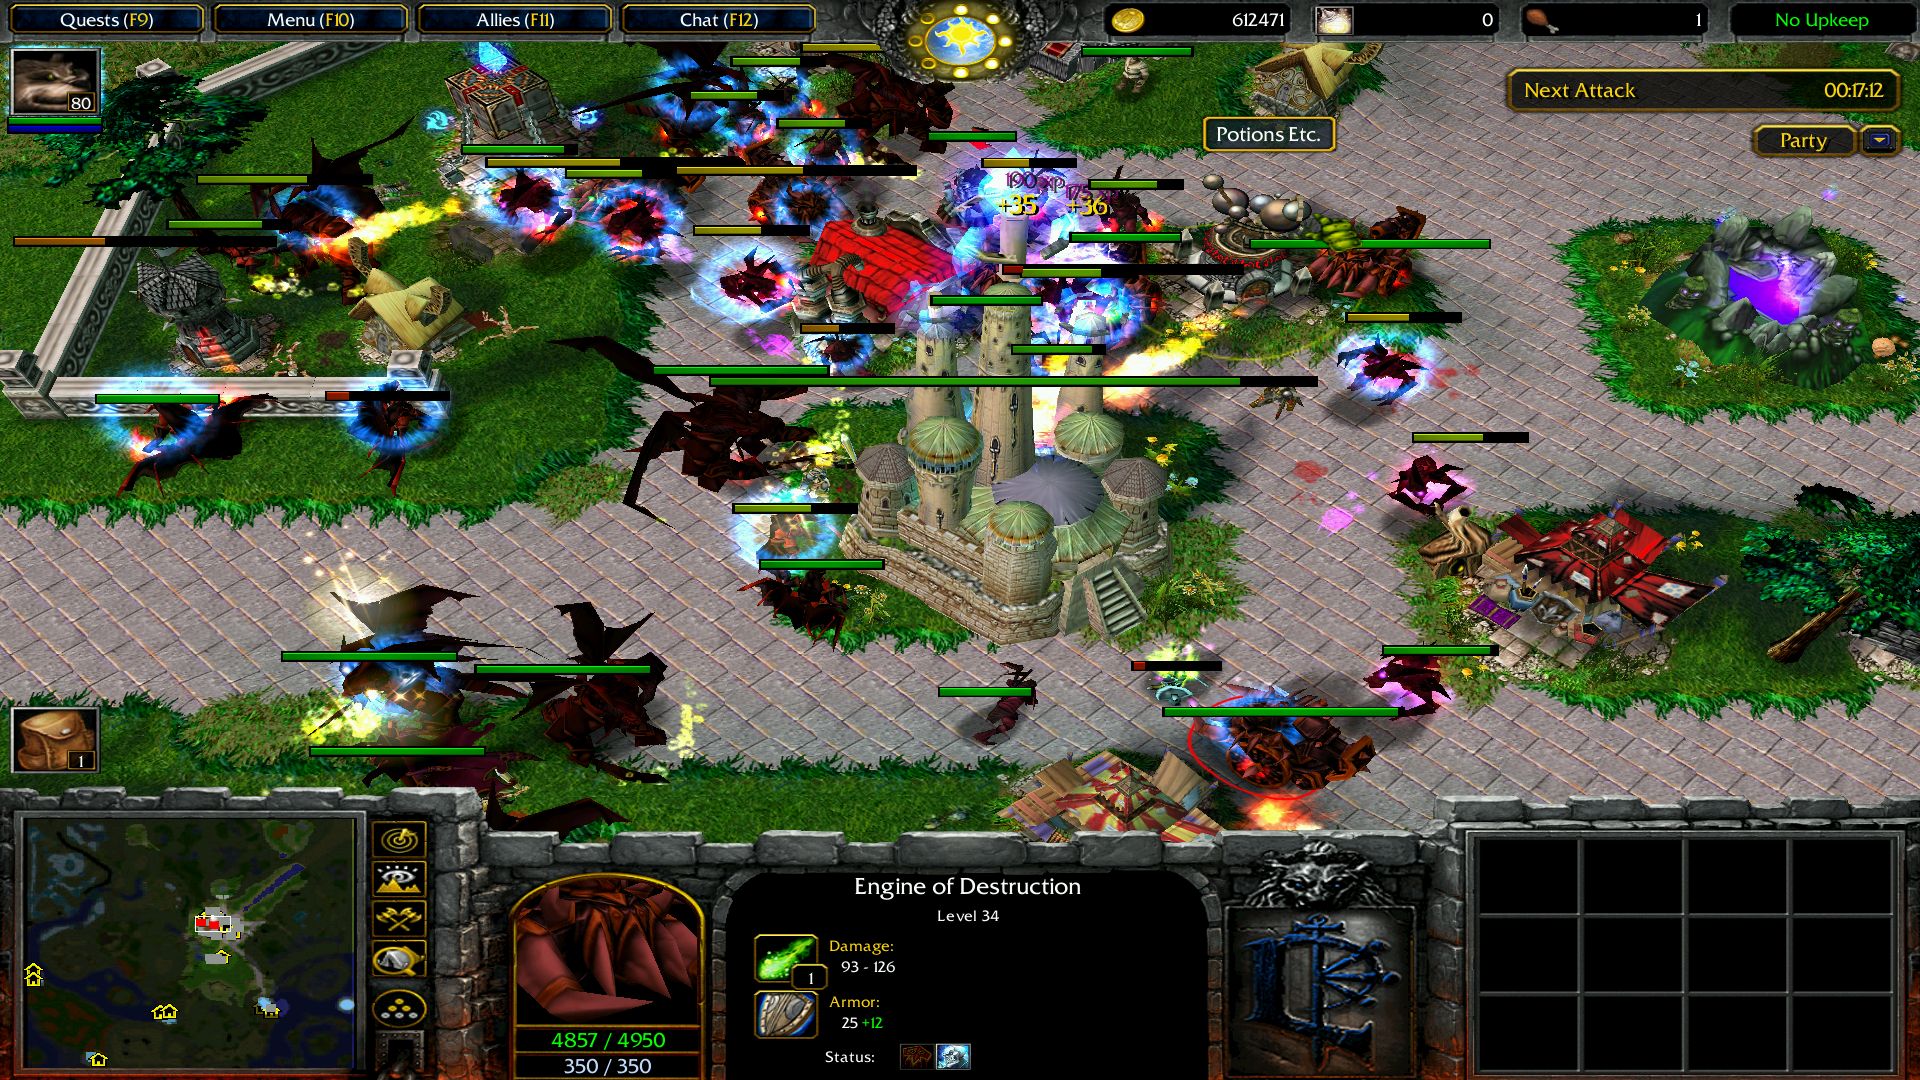 Quests (F9)
Menu (F10)
Allies (F11)
Chat (F12)
612471
0
1
No Upkeep
80
Next Attack 00:17:12
Potions Etc.
Party
190 xp
+35
+36
1
Engine of Destruction
Level 34
Damage:
93 - 126
1
Armor:
25 +12
Status:
4857 / 4950
350 / 350